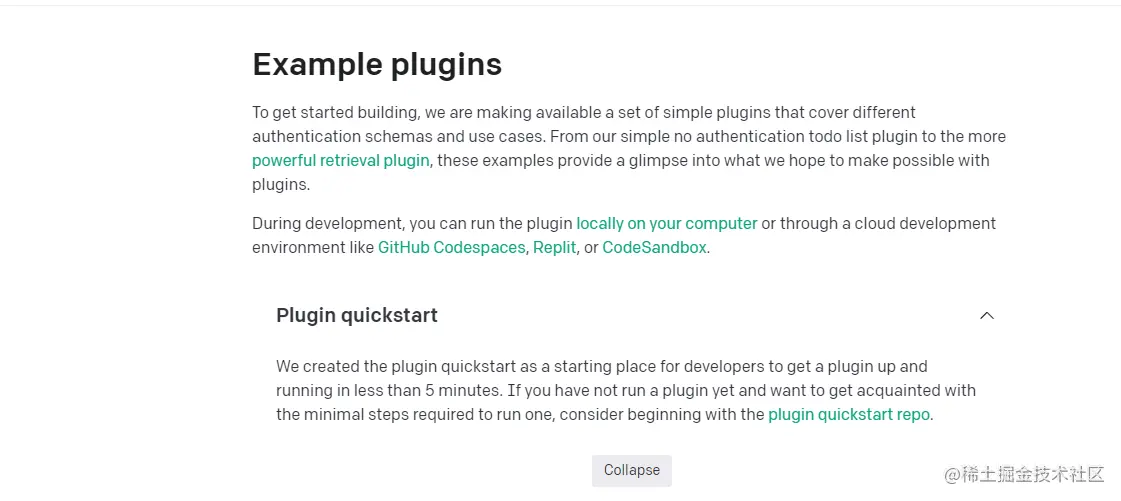 Example plugins
To get started building, we are making available a set of simple plugins that cover different
authentication schemas and use cases. From our simple no authentication todo list plugin to the more
powerful retrieval plugin, these examples provide a glimpse into what we hope to make possible with
plugins.
During development, you can run the plugin locally on your computer or through a cloud development
environment like GitHub Codespaces, Replit, or CodeSandbox.
Plugin quickstart
We created the plugin quickstart as a starting place for developers to get a plugin up and
running in less than 5 minutes. If you have not run a plugin yet and want to get acquainted with
the minimal steps required to run one, consider beginning with the plugin quickstart repo.
Collapse
@稀土掘金技术社区